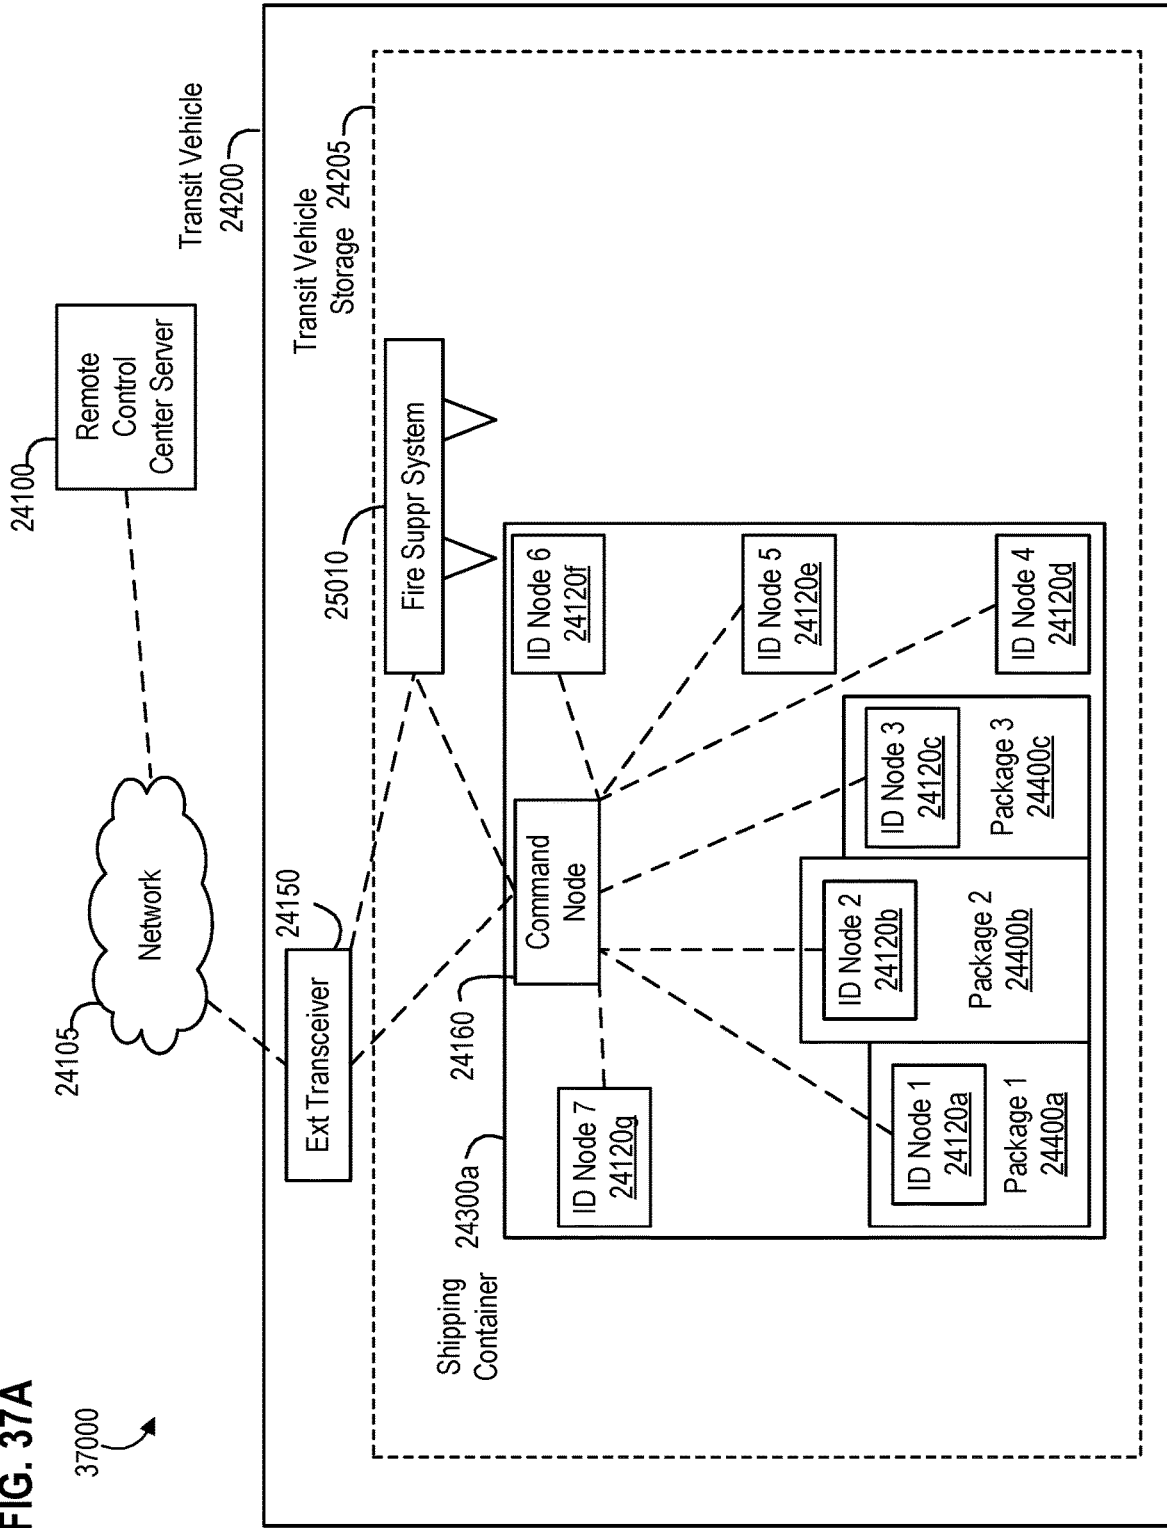 FIG. 37A
37000
24100
Remote
Control
Center Server
24105
Network
Transit Vehicle
24200
24150
Ext Transceiver
Transit Vehicle
Storage 24205
25010
Fire Suppr System
Shipping
Container
24300a
24160
Command
Node
ID Node 7
24120g
ID Node 6
24120f
ID Node 5
24120e
ID Node 4
24120d
ID Node 1
24120a
Package 1
24400a
ID Node 2
24120b
Package 2
24400b
ID Node 3
24120c
Package 3
24400c